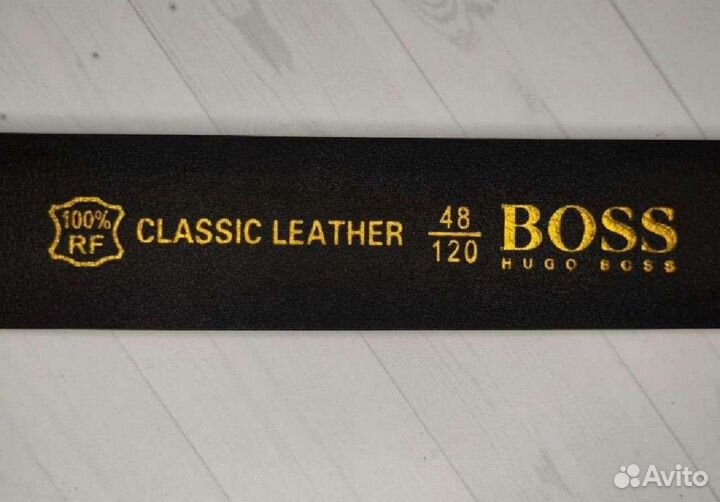 100%
RF
CLASSIC LEATHER
48
120
BOSS
HUGO BOSS
Avito